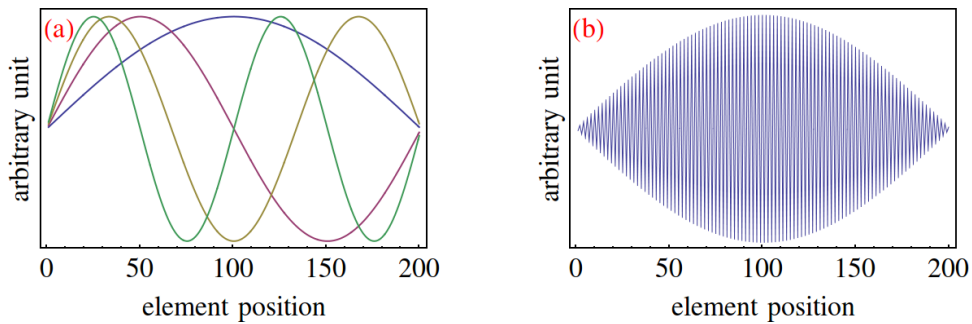 (a)
arbitrary unit
0 50 100 150 200
element position
(b)
arbitrary unit
0 50 100 150 200
element position